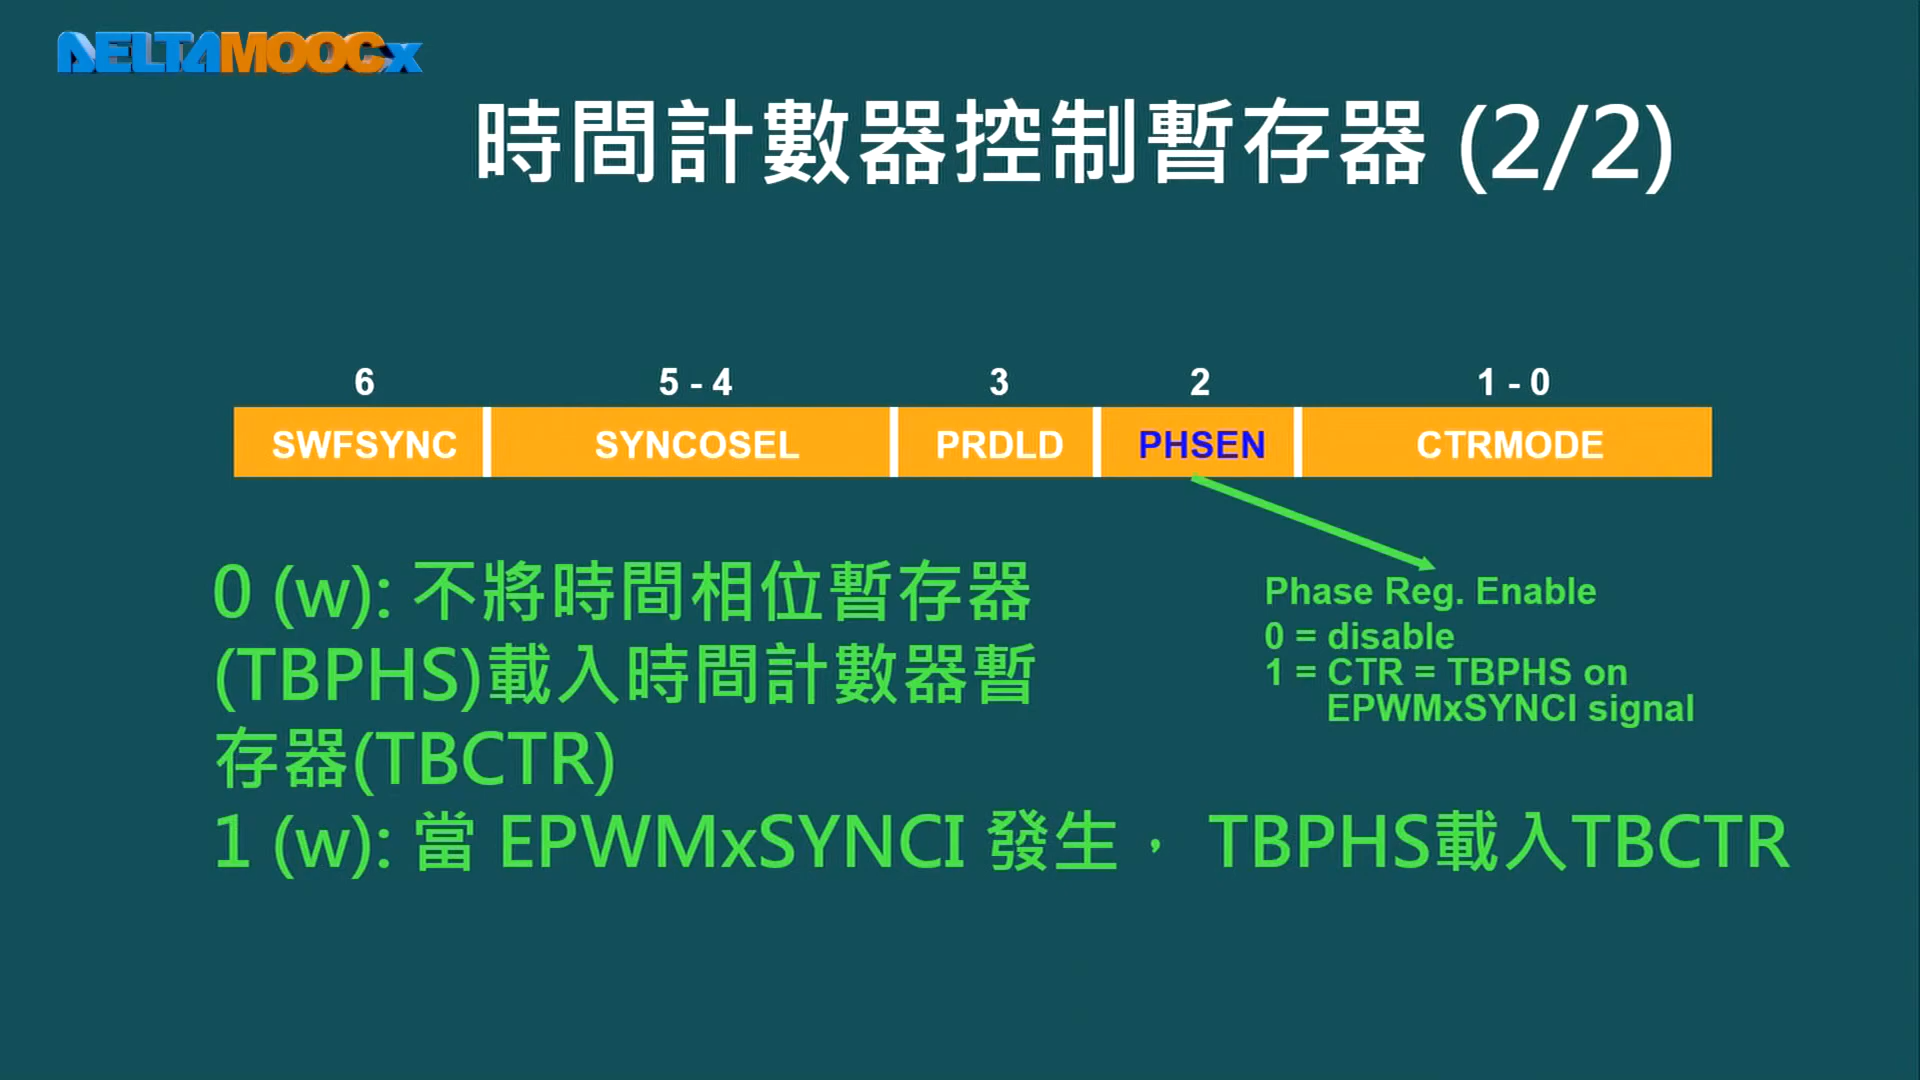 DELTAMOOCx
時間計數器控制暫存器 (2/2)
6 5 - 4 3 2 1 - 0
SWFSYNC SYNCOSEL PRDLD PHSEN CTRMODE
0 (w): 不將時間相位暫存器
(TBPHS)載入時間計數器暫
存器(TBCTR)
1 (w): 當 EPWMxSYNCI 發生， TBPHS載入TBCTR
Phase Reg. Enable
0 = disable
1 = CTR = TBPHS on
EPWMxSYNCI signal